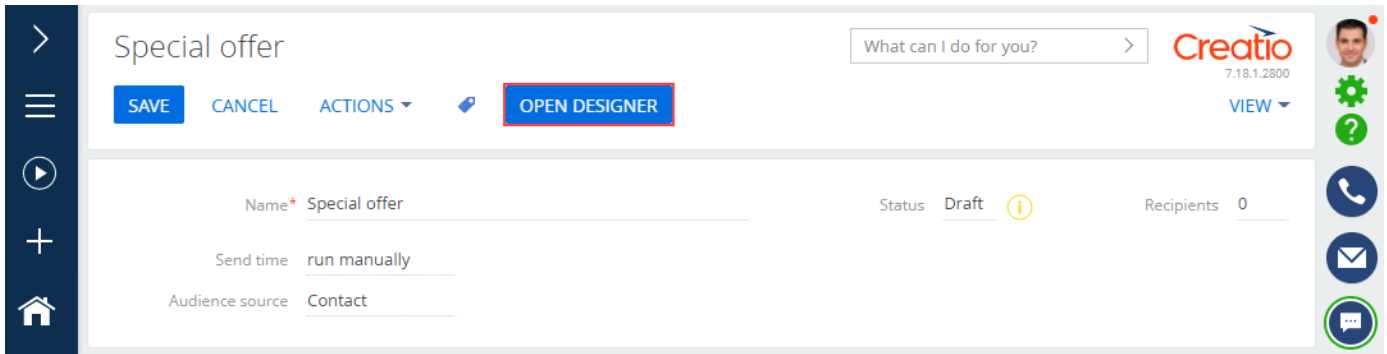 Special offer
What can I do for you?
Creatio
7.18.1.2800
SAVE CANCEL ACTIONS OPEN DESIGNER VIEW
Name* Special offer Status Draft Recipients 0
Send time run manually
Audience source Contact